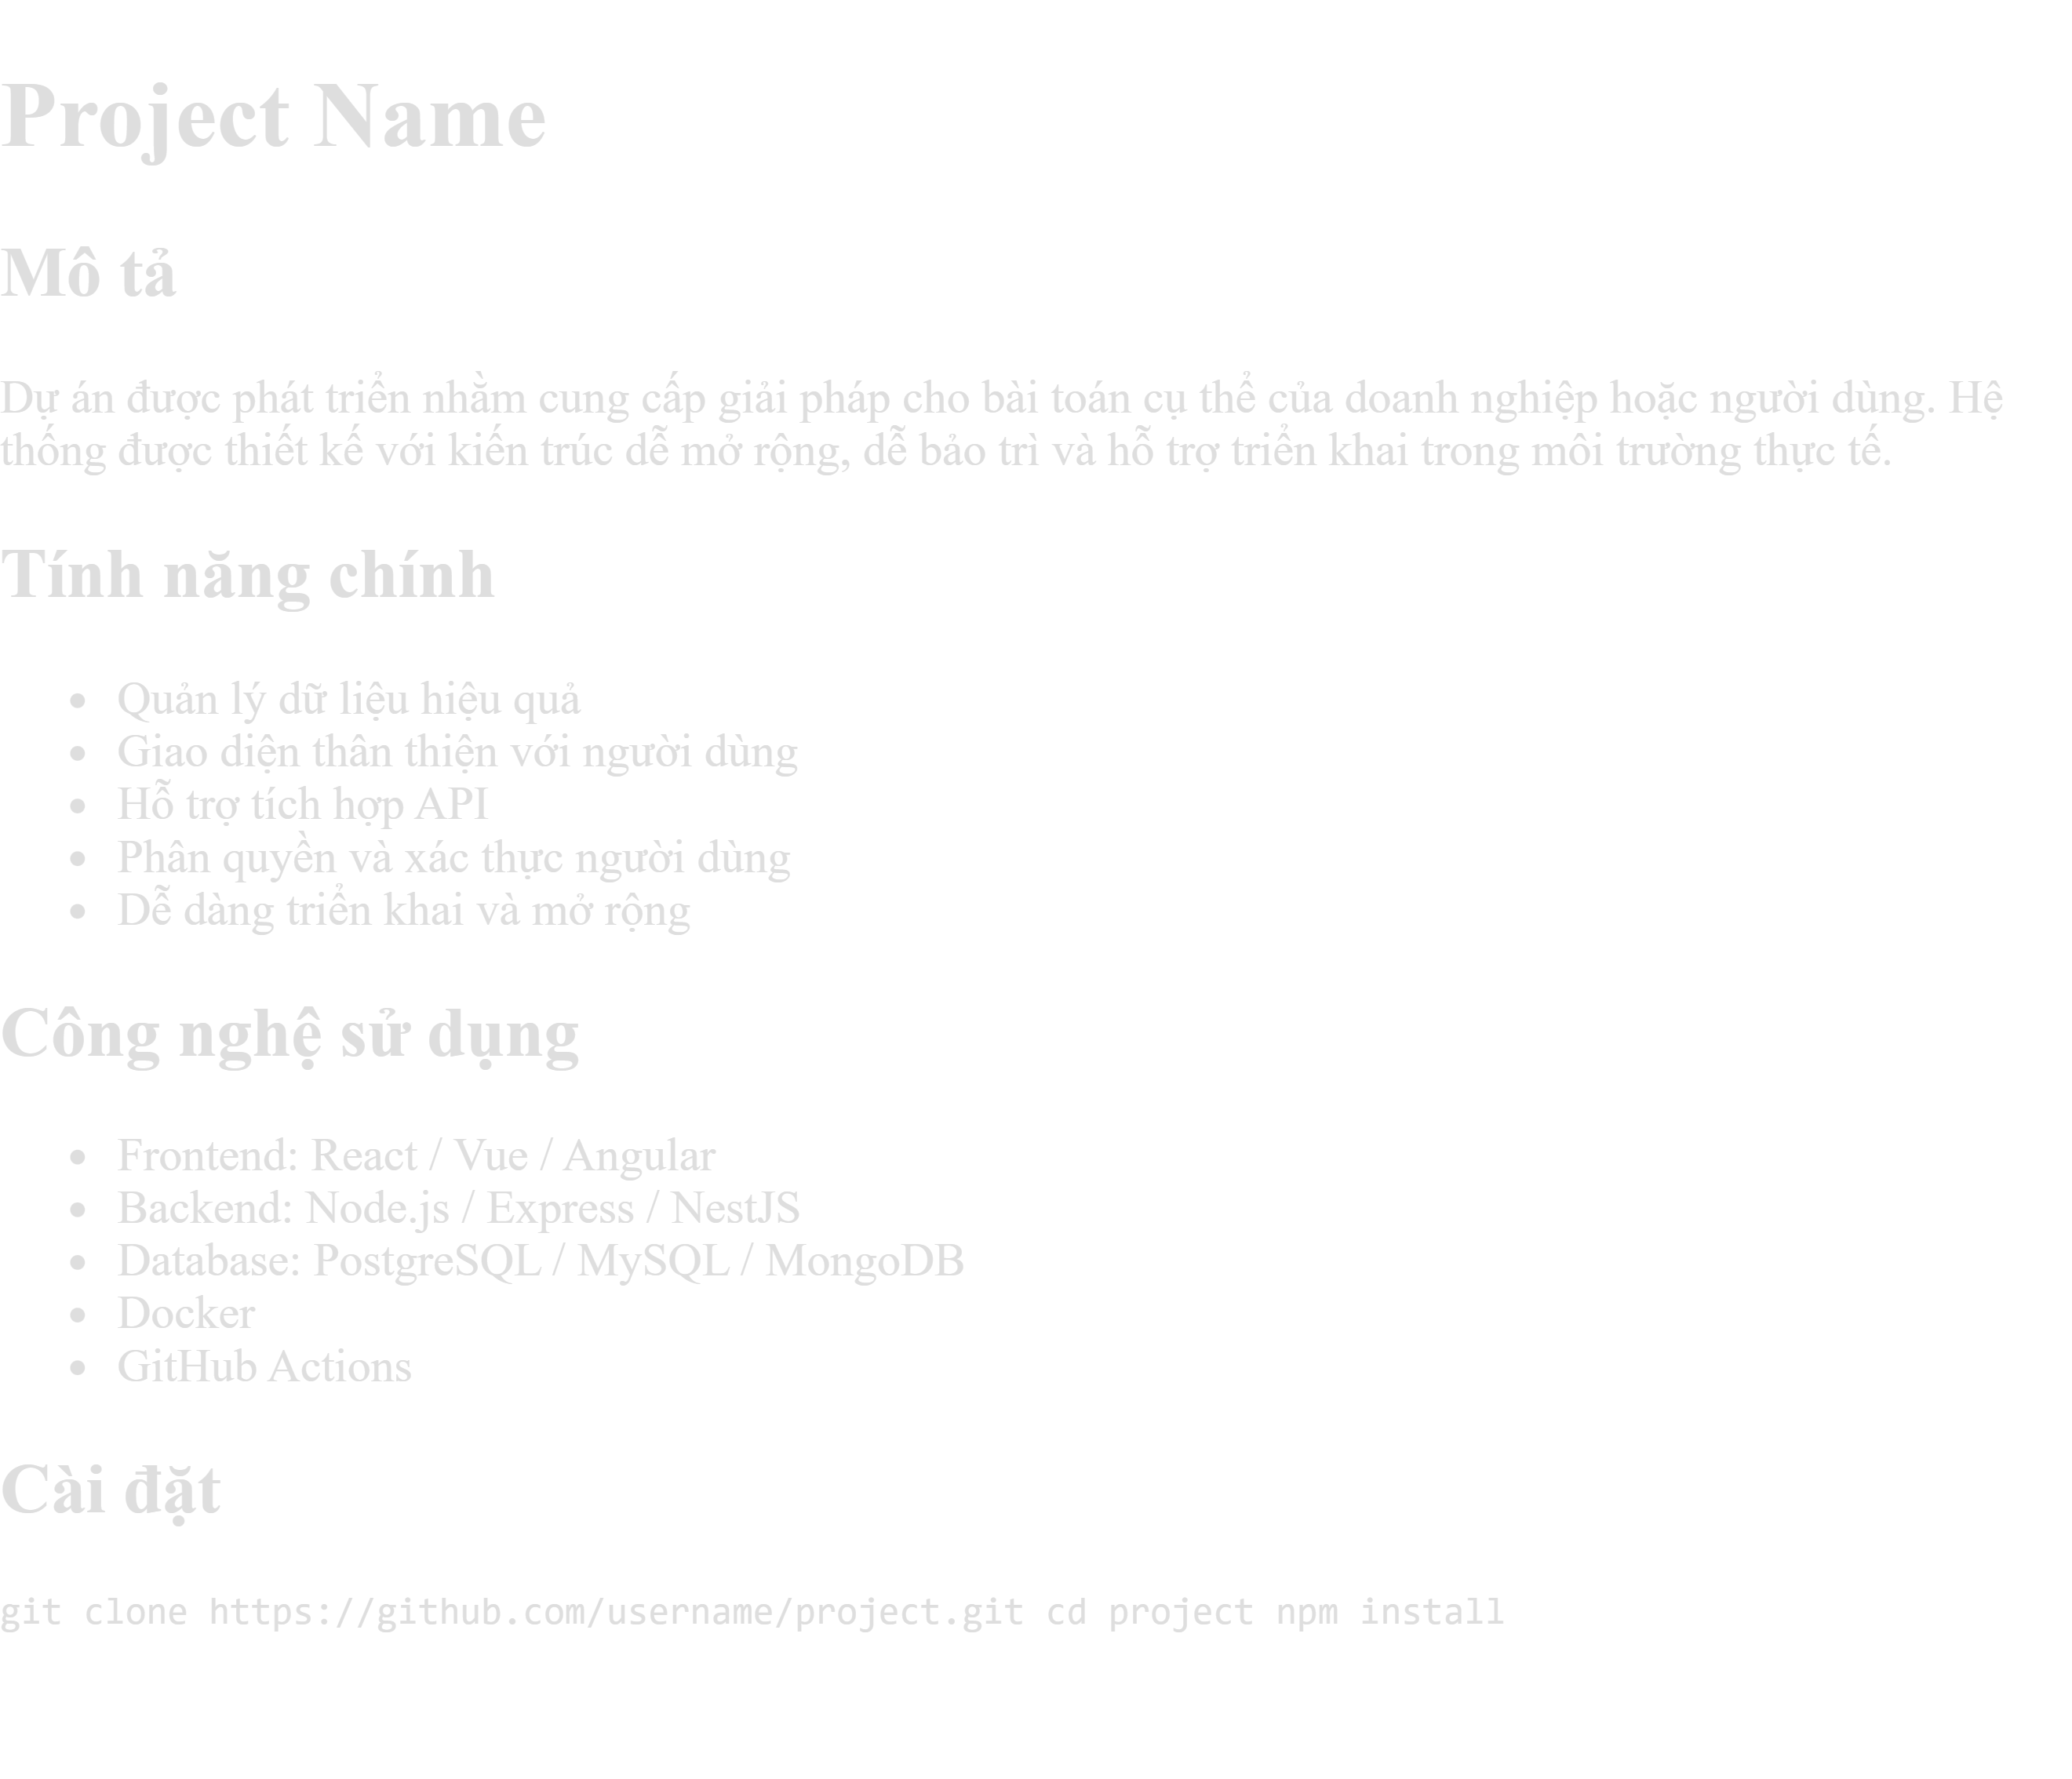 Project Name
Mô tả
Dự án được phát triển nhằm cung cấp giải pháp cho bài toán cụ thể của doanh nghiệp hoặc người dùng. Hệ
thống được thiết kế với kiến trúc dễ mở rộng, dễ bảo trì và hỗ trợ triển khai trong môi trường thực tế.
Tính năng chính
• Quản lý dữ liệu hiệu quả
• Giao diện thân thiện với người dùng
• Hỗ trợ tích hợp API
• Phân quyền và xác thực người dùng
• Dễ dàng triển khai và mở rộng
Công nghệ sử dụng
• Frontend: React / Vue / Angular
• Backend: Node.js / Express / NestJS
• Database: PostgreSQL / MySQL / MongoDB
• Docker
• GitHub Actions
Cài đặt
git clone https://github.com/username/project.git cd project npm install